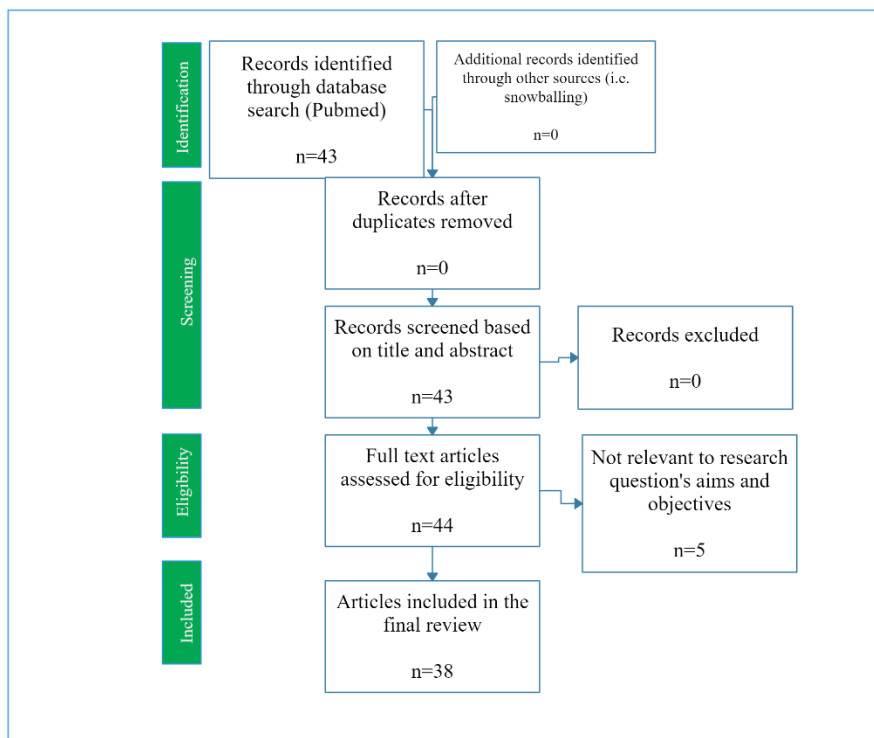 Identification
Records identified
through database
search (Pubmed)
n=43
Additional records identified
through other sources (i.e.
snowballing)
n=0
Screening
Records after
duplicates removed
n=0
Records screened based
on title and abstract
n=43
Records excluded
n=0
Eligibility
Full text articles
assessed for eligibility
n=44
Not relevant to research
question's aims and
objectives
n=5
Included
Articles included in the
final review
n=38